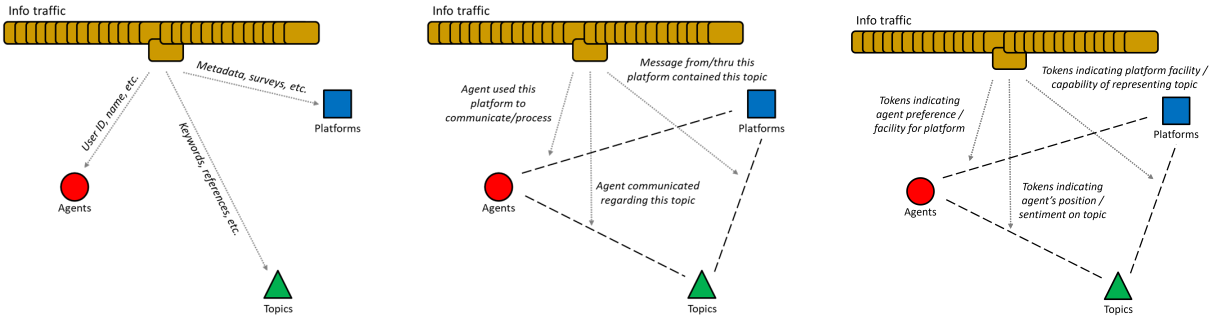 Info traffic
Metadata, surveys, etc.
User ID, name, etc.
Keywords, references, etc.
Platforms
Agents
Topics
Info traffic
Message from/thru this
platform contained this topic
Agent used this
platform to
communicate/process
Platforms
Agent communicated
regarding this topic
Agents
Topics
Info traffic
Tokens indicating platform facility /
capability of representing topic
Tokens indicating
agent preference /
facility for platform
Platforms
Tokens indicating
agent's position /
sentiment on topic
Agents
Topics